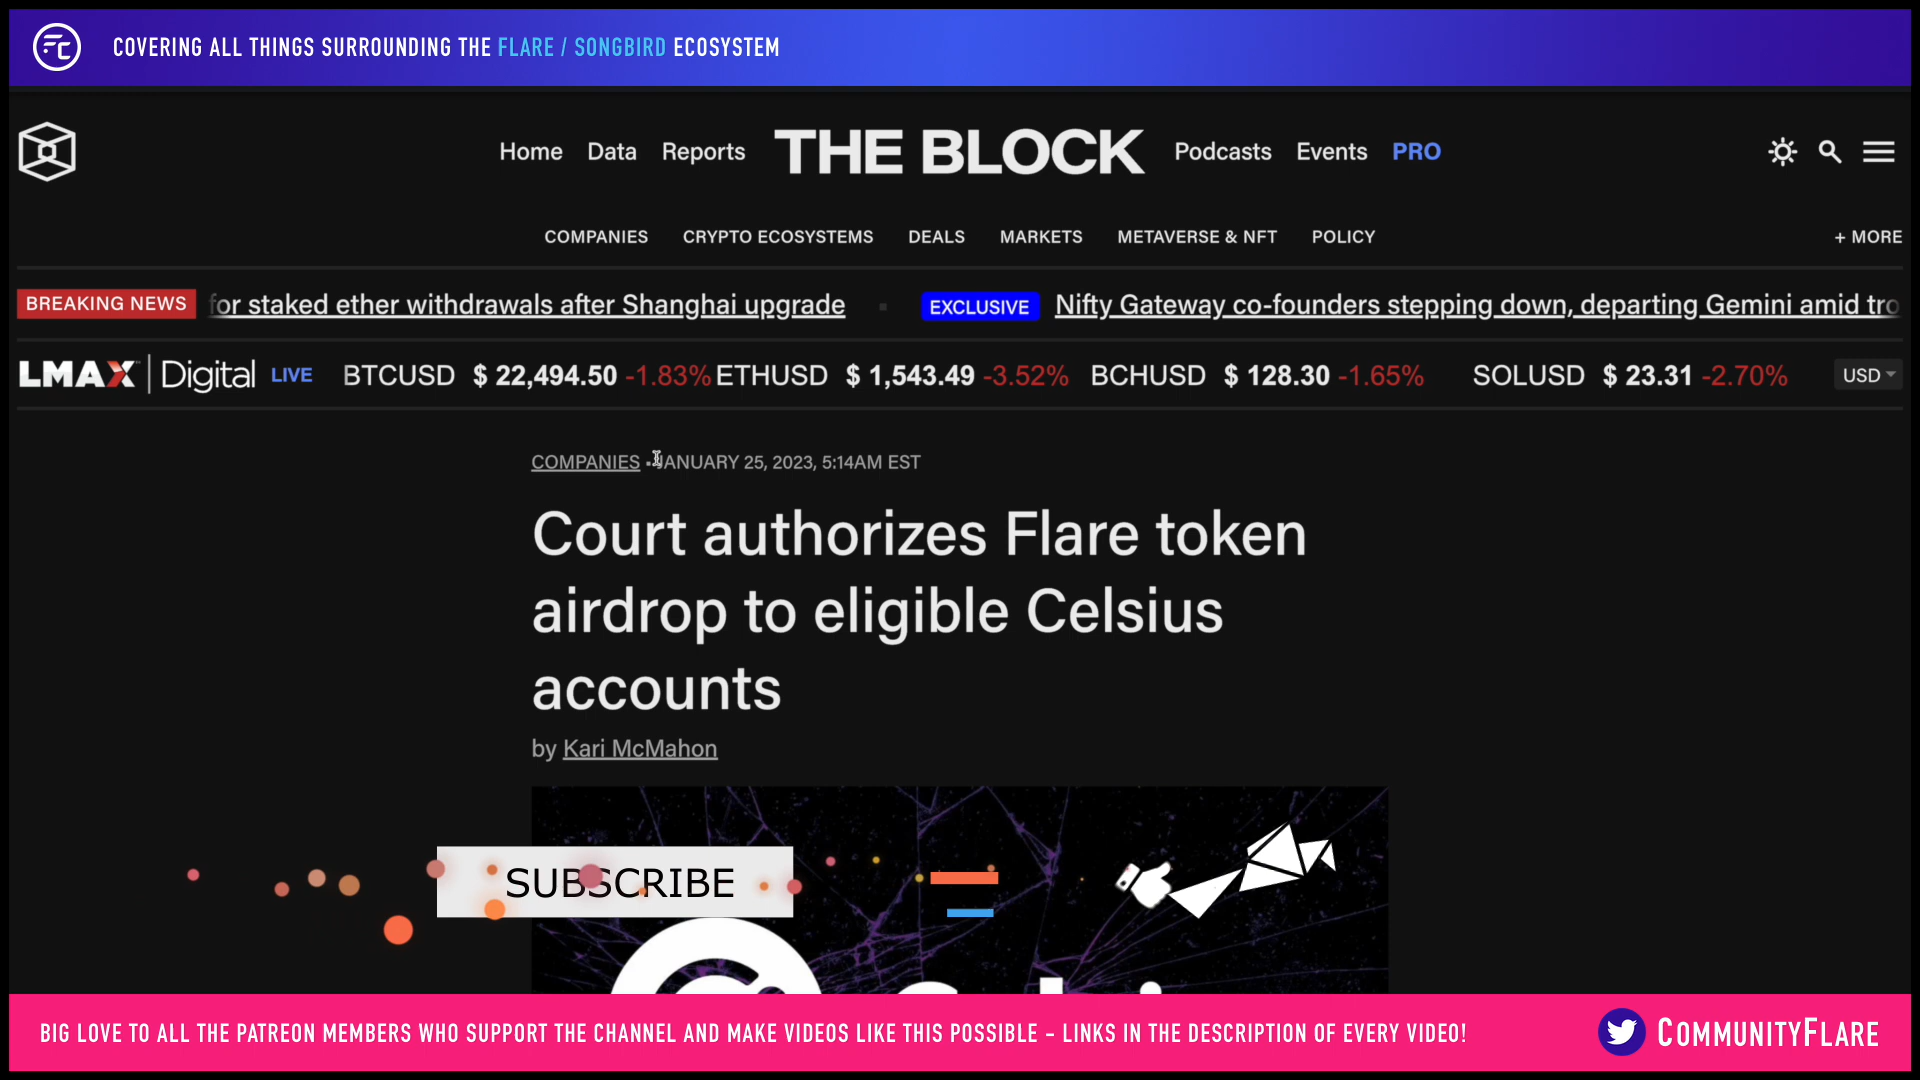 FC
COVERING ALL THINGS SURROUNDING THE FLARE / SONGBIRD ECOSYSTEM
Home Data Reports THE BLOCK Podcasts Events PRO
COMPANIES CRYPTO ECOSYSTEMS DEALS MARKETS METAVERSE & NFT POLICY + MORE
BREAKING NEWS for staked ether withdrawals after Shanghai upgrade EXCLUSIVE Nifty Gateway co-founders stepping down, departing Gemini amid tro
LMAX Digital LIVE BTCUSD $ 22,494.50 -1.83% ETHUSD $ 1,543.49 -3.52% BCHUSD $ 128.30 -1.65% SOLUSD $ 23.31 -2.70% USD
COMPANIES • JANUARY 25, 2023, 5:14AM EST
Court authorizes Flare token
airdrop to eligible Celsius
accounts
by Kari McMahon
SUBSCRIBE
BIG LOVE TO ALL THE PATREON MEMBERS WHO SUPPORT THE CHANNEL AND MAKE VIDEOS LIKE THIS POSSIBLE - LINKS IN THE DESCRIPTION OF EVERY VIDEO! COMMUNITYFLARE